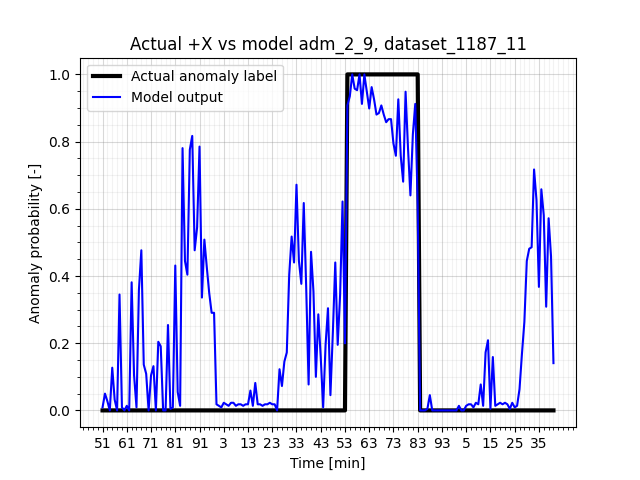 Actual +X vs model adm_2_9, dataset_1187_11
Actual anomaly label
Model output
Anomaly probability [-]
1.0
0.8
0.6
0.4
0.2
0.0
51 61 71 81 91 3 13 23 33 43 53 63 73 83 93 5 15 25 35
Time [min]